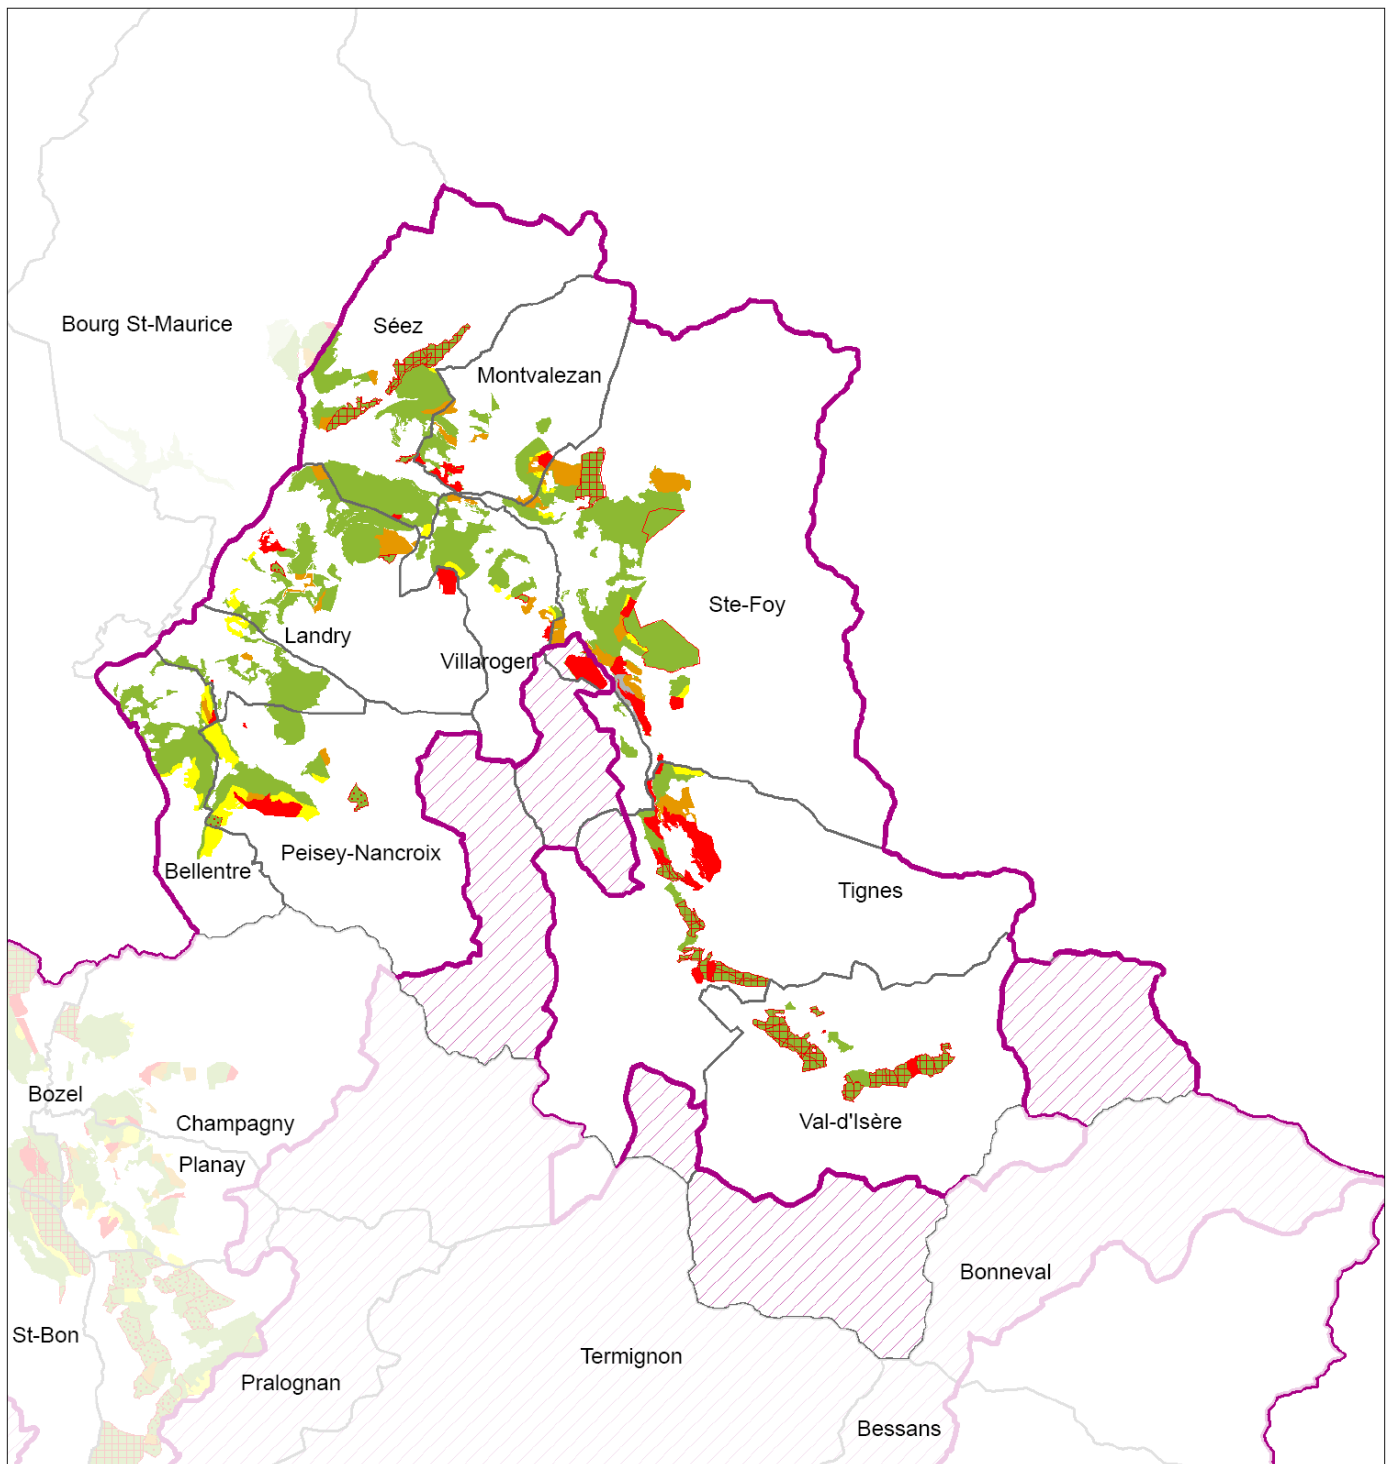 Bourg St-Maurice
Séez
Montvalezan
Ste-Foy
Landry
Villaroger
Peisey-Nancroix
Bellentre
Tignes
Bozel
Champagny
Val-d'Isère
Planay
Bonneval
St-Bon
Termignon
Pralognan
Bessans